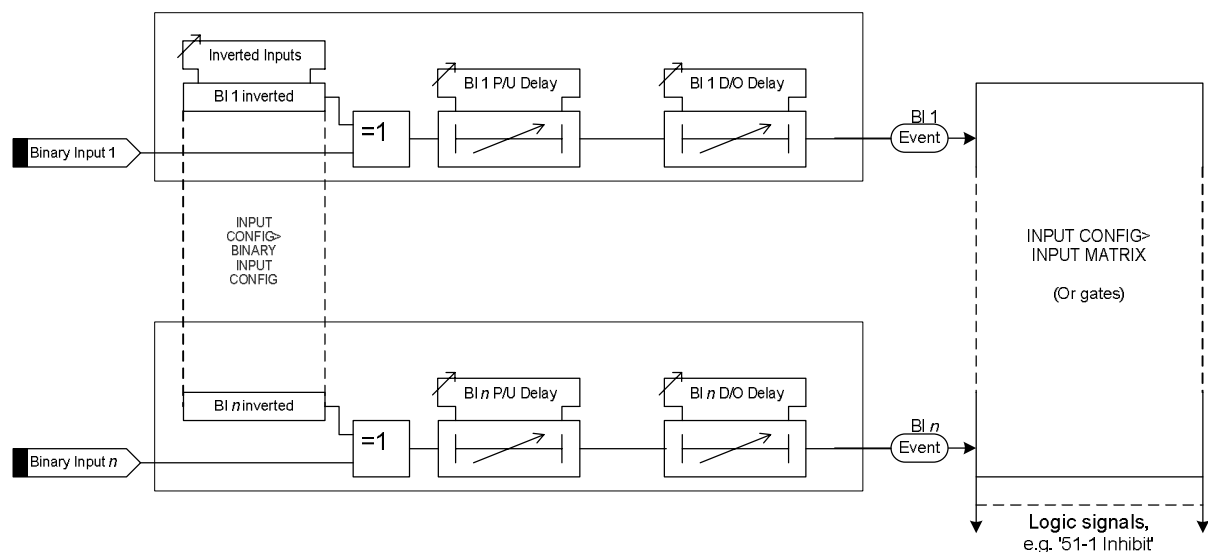 Inverted Inputs
BI 1 inverted
BI 1 P/U Delay
BI 1 D/O Delay
=1
Binary Input 1
BI 1
Event
INPUT
CONFIG>
BINARY
INPUT
CONFIG
INPUT CONFIG>
INPUT MATRIX
(Or gates)
BI n inverted
BI n P/U Delay
BI n D/O Delay
=1
Binary Input n
BI n
Event
Logic signals,
e.g. '51-1 Inhibit'